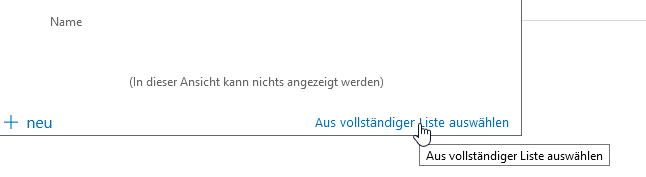 Name
(In dieser Ansicht kann nichts angezeigt werden)
+ neu
Aus vollständiger Liste auswählen
Aus vollständiger Liste auswählen